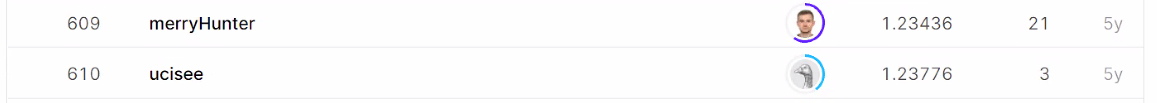 609 merryHunter 1.23436 21 5y
610 ucisee 1.23776 3 5y